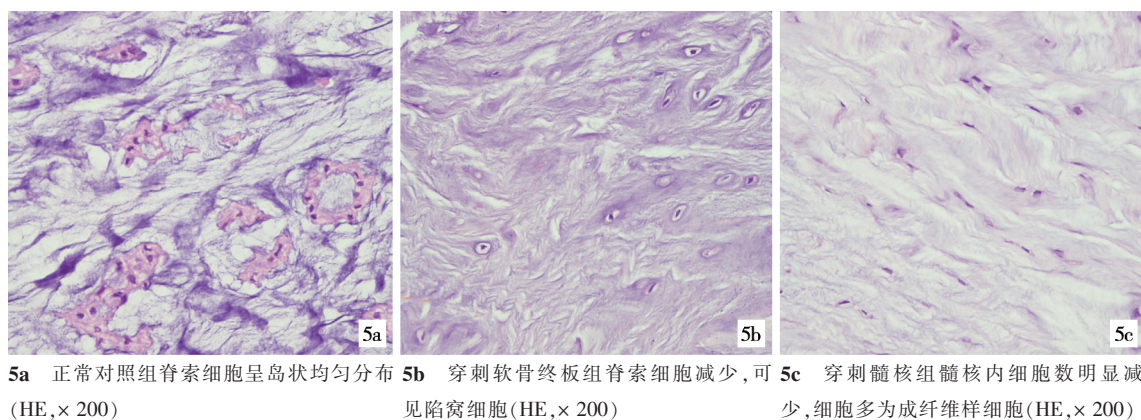 5a
5b
5c
5a 正常对照组脊索细胞呈岛状均匀分布(HE,× 200)
5b 穿刺软骨终板组脊索细胞减少,可见陷窝细胞(HE,× 200)
5c 穿刺髓核组髓核内细胞数明显减少,细胞多为成纤维样细胞(HE,× 200)